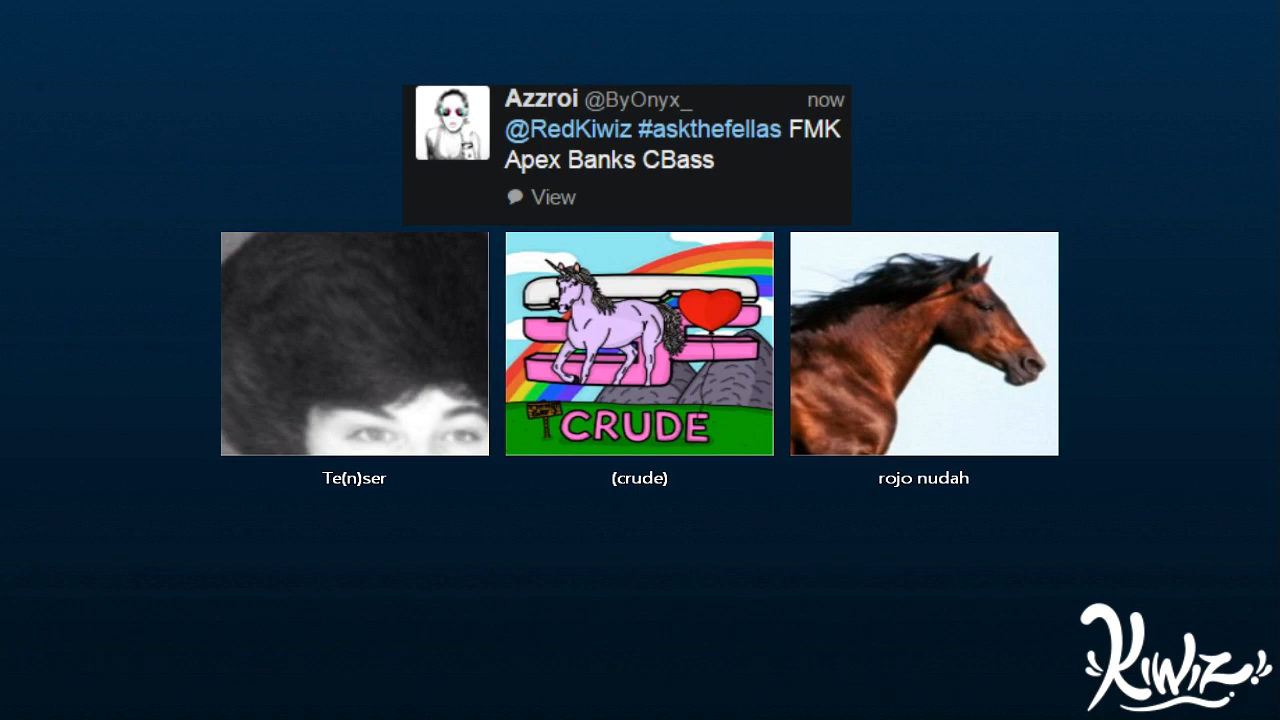 Azzroi @ByOnyx_ now
@RedKiwiz #askthefellas FMK
Apex Banks CBass
View
CRUDE
Te(n)ser (crude) rojo nudah
KiWiZ